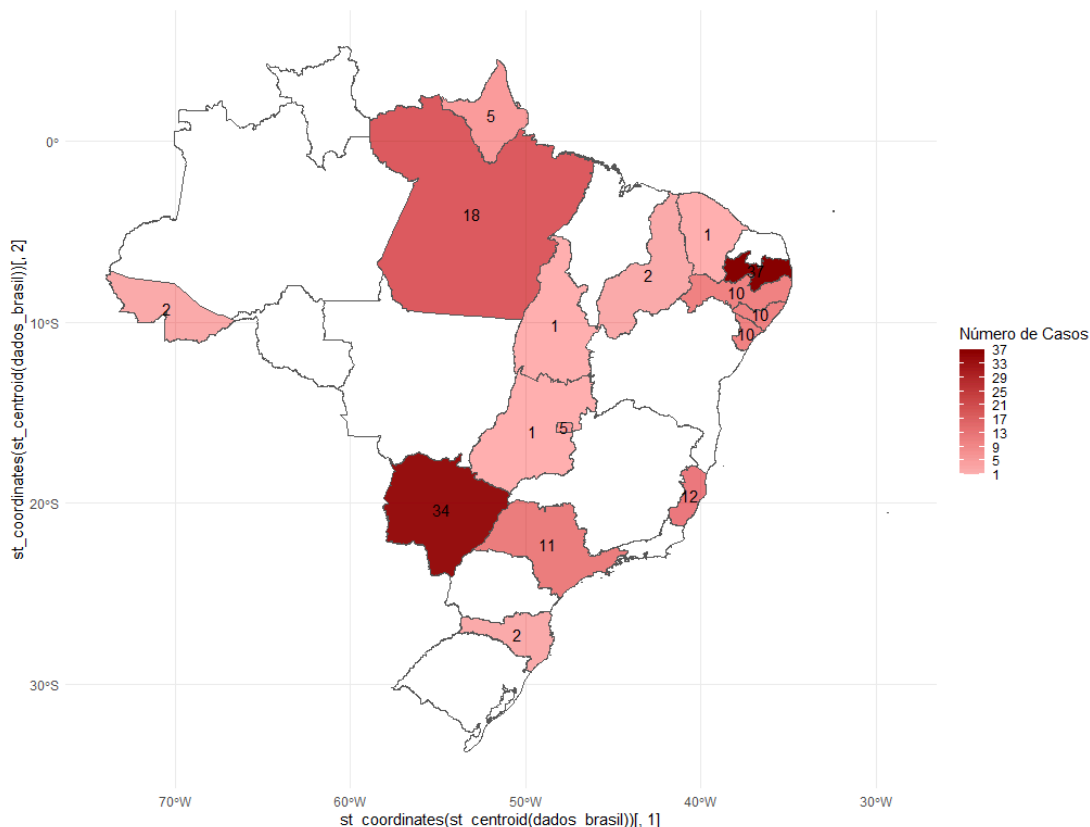 st_coordinates(st_centroid(dados_brasil))[, 2]
0°
10°S
20°S
30°S
5
18
1
37
2
10
2
10
1
10
1
5
12
34
11
2
Número de Casos
37
33
29
25
21
17
13
9
5
1
70°W
60°W
50°W
40°W
30°W
st_coordinates(st_centroid(dados_brasil))[, 1]